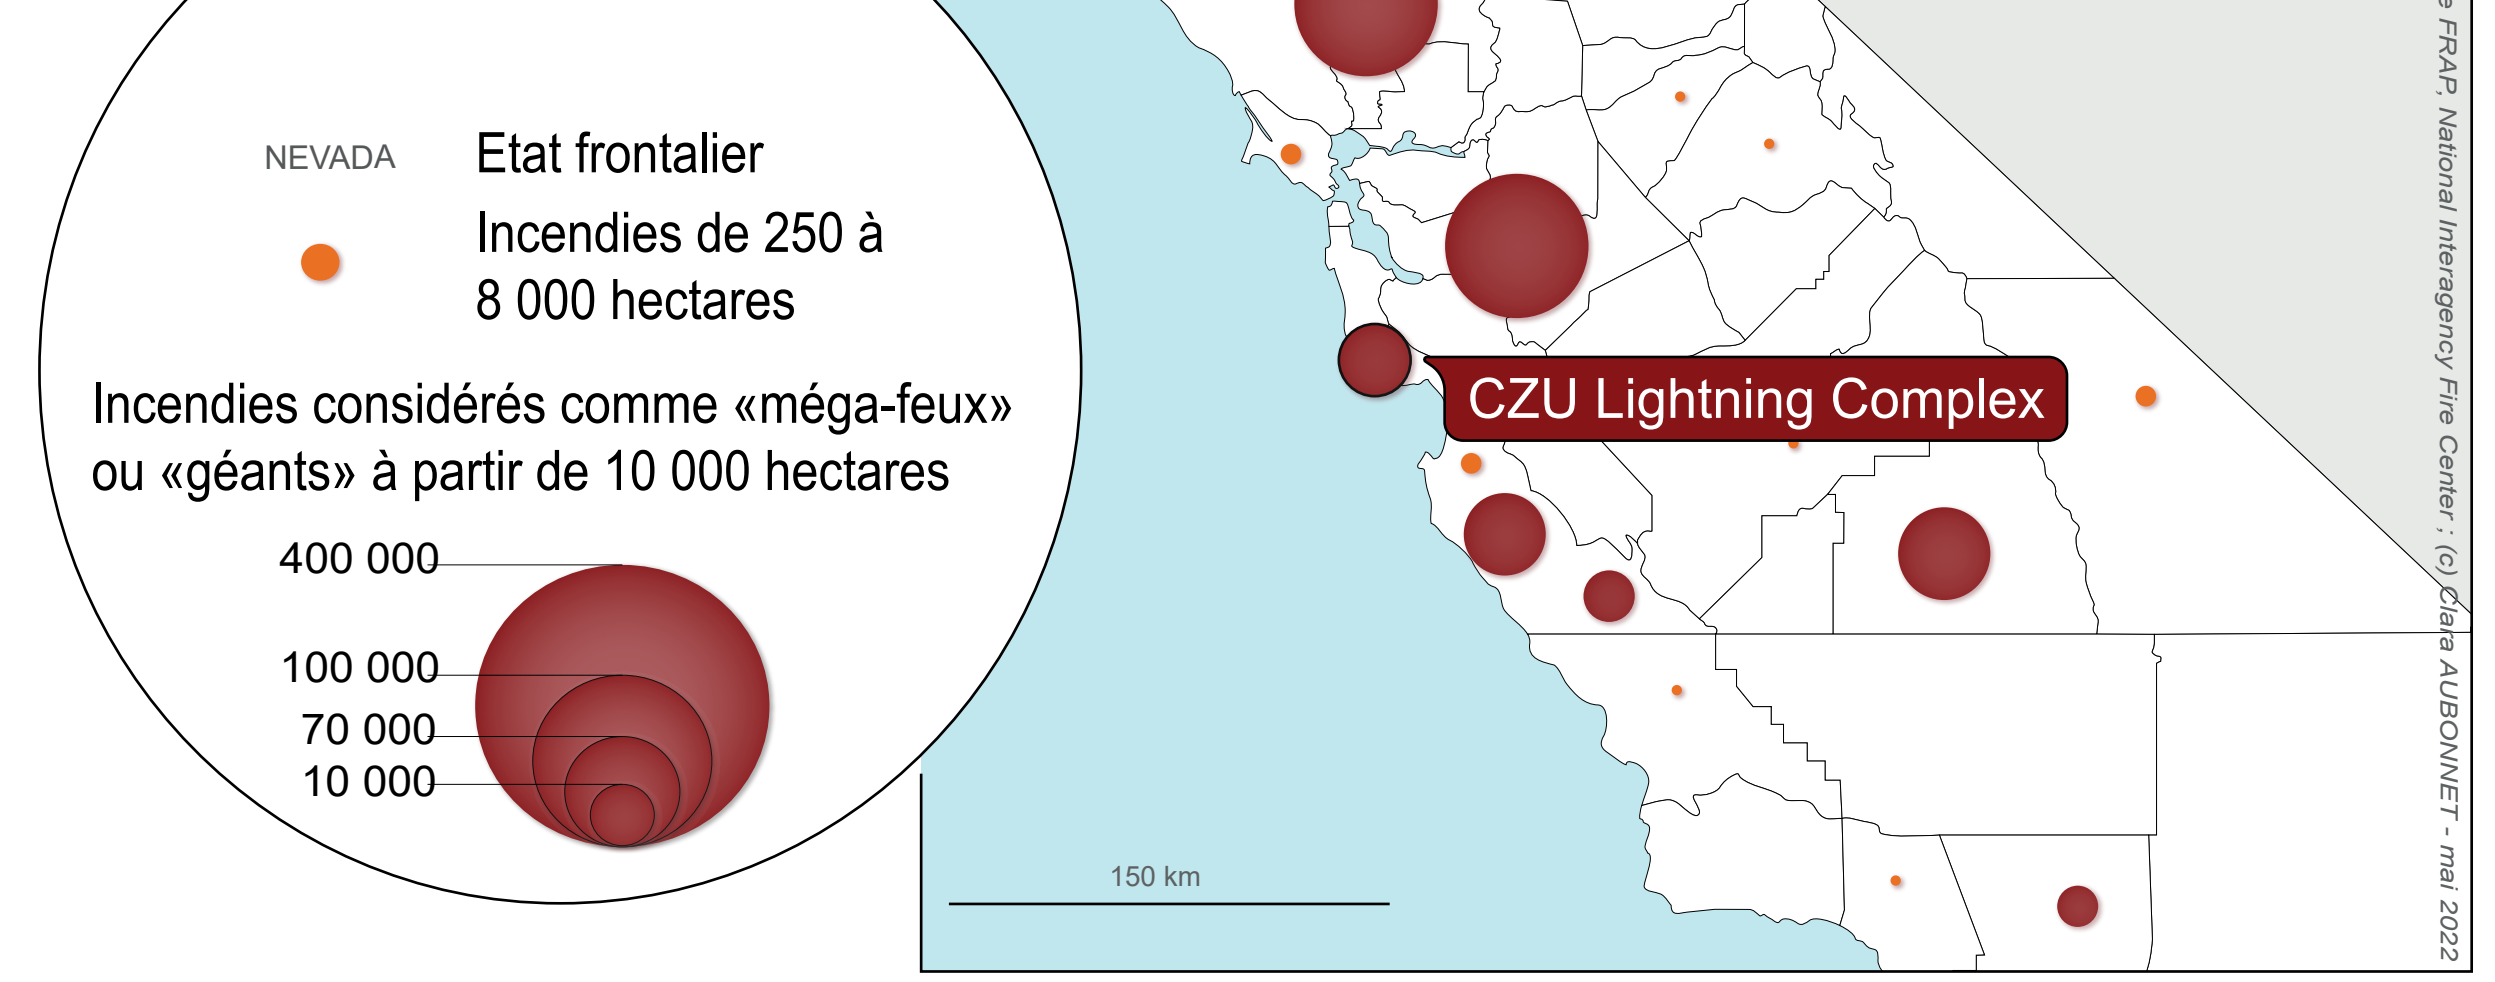 NEVADA
Etat frontalier
Incendies de 250 à
8 000 hectares
Incendies considérés comme «méga-feux»
ou «géants» à partir de 10 000 hectares
400 000
100 000
70 000
10 000
150 km
CZU Lightning Complex
FRAP, National Interagency Fire Center ; (c) Clara AUBONNET - mai 2022